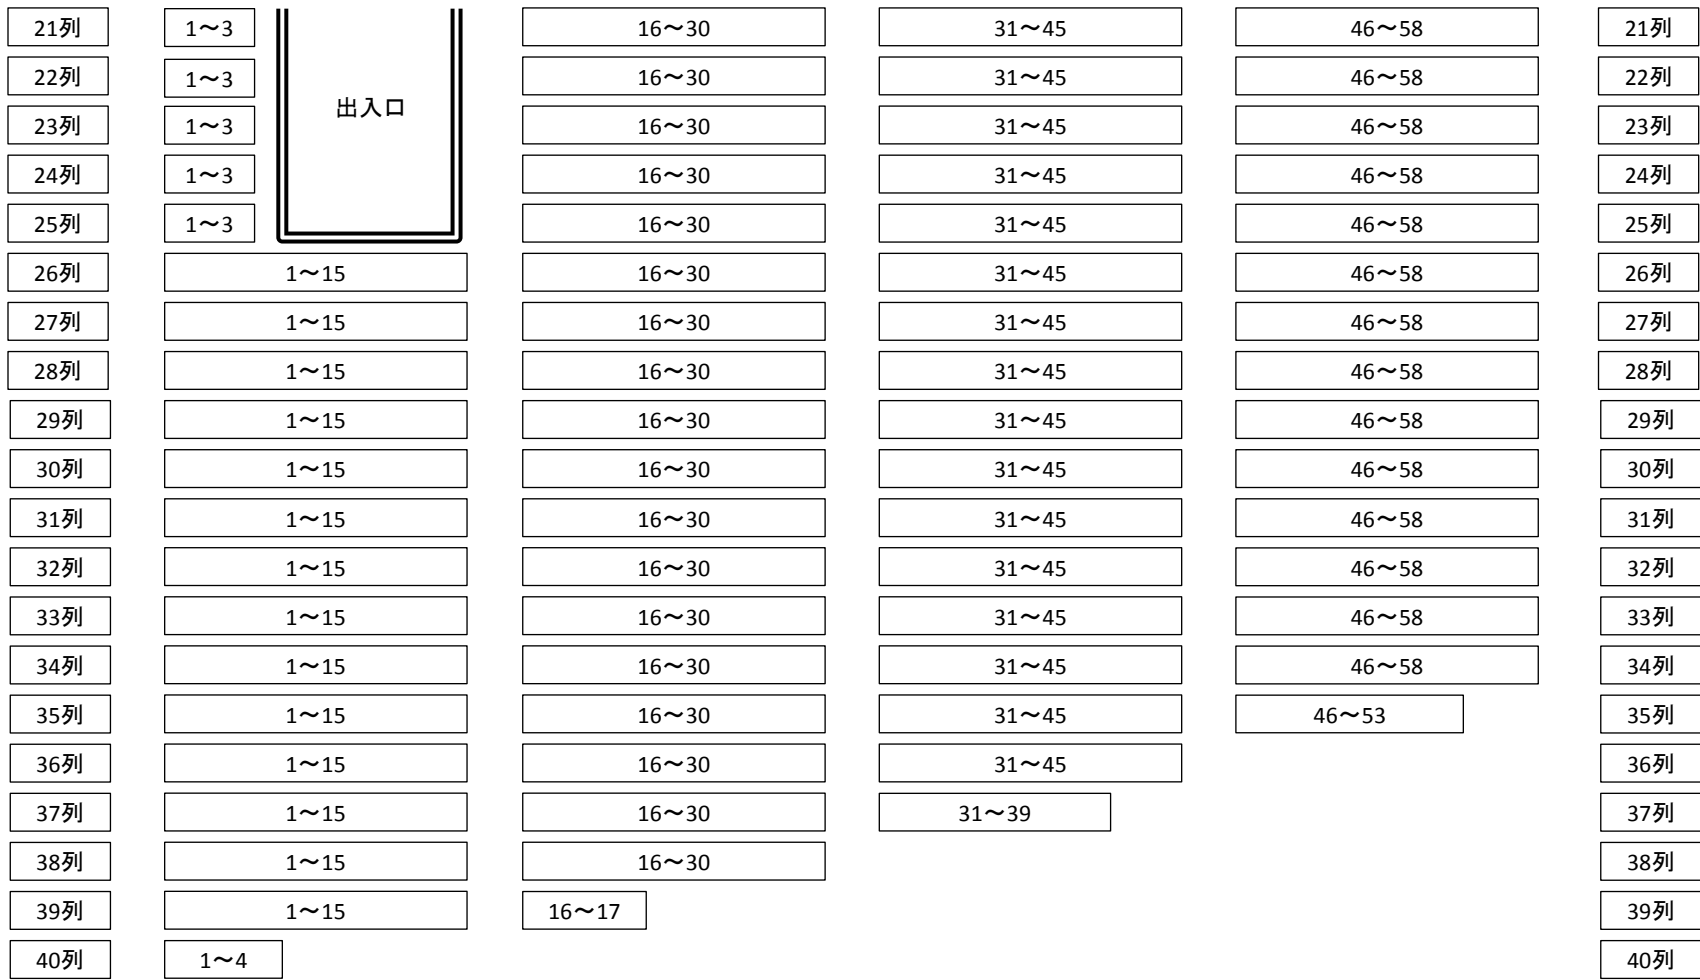 21列 1～3 16～30 31～45 46～58 21列
22列 1～3 16～30 31～45 46～58 22列
出入口
23列 1～3 16～30 31～45 46～58 23列
24列 1～3 16～30 31～45 46～58 24列
25列 1～3 16～30 31～45 46～58 25列
26列 1～15 16～30 31～45 46～58 26列
27列 1～15 16～30 31～45 46～58 27列
28列 1～15 16～30 31～45 46～58 28列
29列 1～15 16～30 31～45 46～58 29列
30列 1～15 16～30 31～45 46～58 30列
31列 1～15 16～30 31～45 46～58 31列
32列 1～15 16～30 31～45 46～58 32列
33列 1～15 16～30 31～45 46～58 33列
34列 1～15 16～30 31～45 46～58 34列
35列 1～15 16～30 31～45 46～53 35列
36列 1～15 16～30 31～45 36列
37列 1～15 16～30 31～39 37列
38列 1～15 16～30 38列
39列 1～15 16～17 39列
40列 1～4 40列